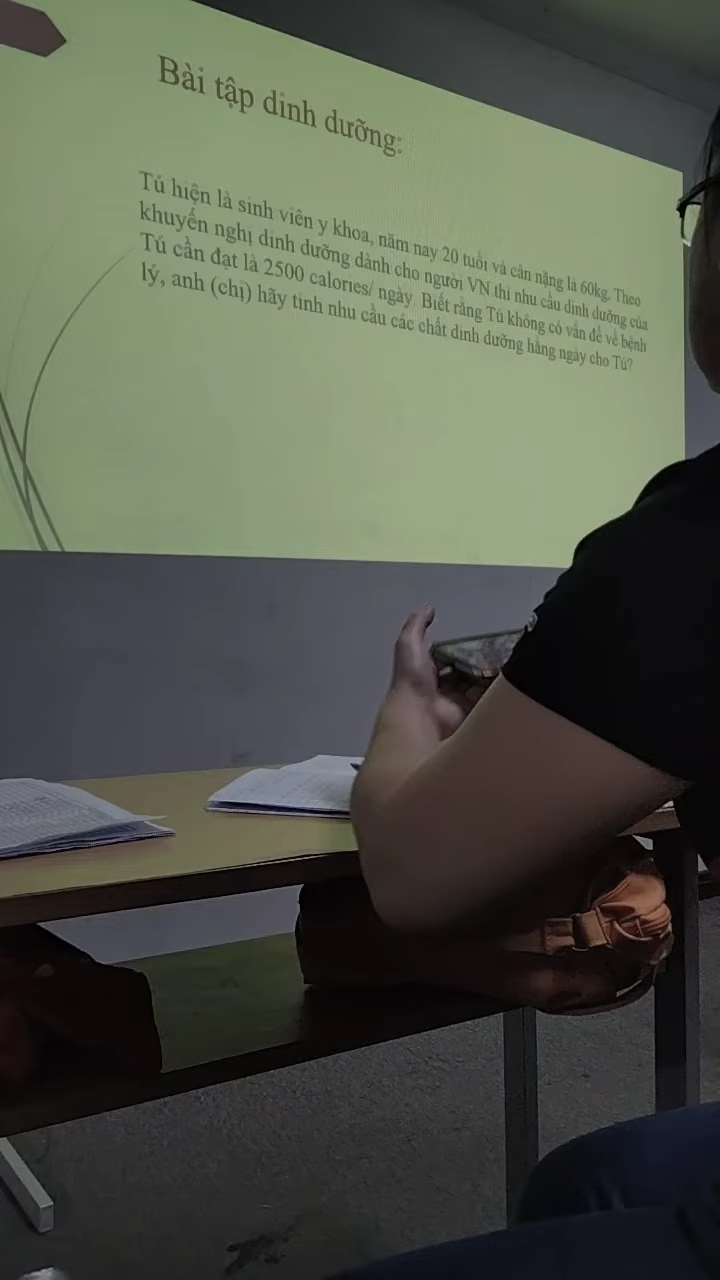 Bài tập dinh dưỡng:
Tú hiện là sinh viên y khoa, năm nay 20 tuổi và cân nặng là 60kg. Theo
khuyến nghị dinh dưỡng dành cho người VN thì nhu cầu dinh dưỡng của
Tú cần đạt là 2500 calories/ ngày. Biết rằng Tú không có vấn đề về bệnh
lý, anh (chị) hãy tính nhu cầu các chất dinh dưỡng hằng ngày cho Tú?